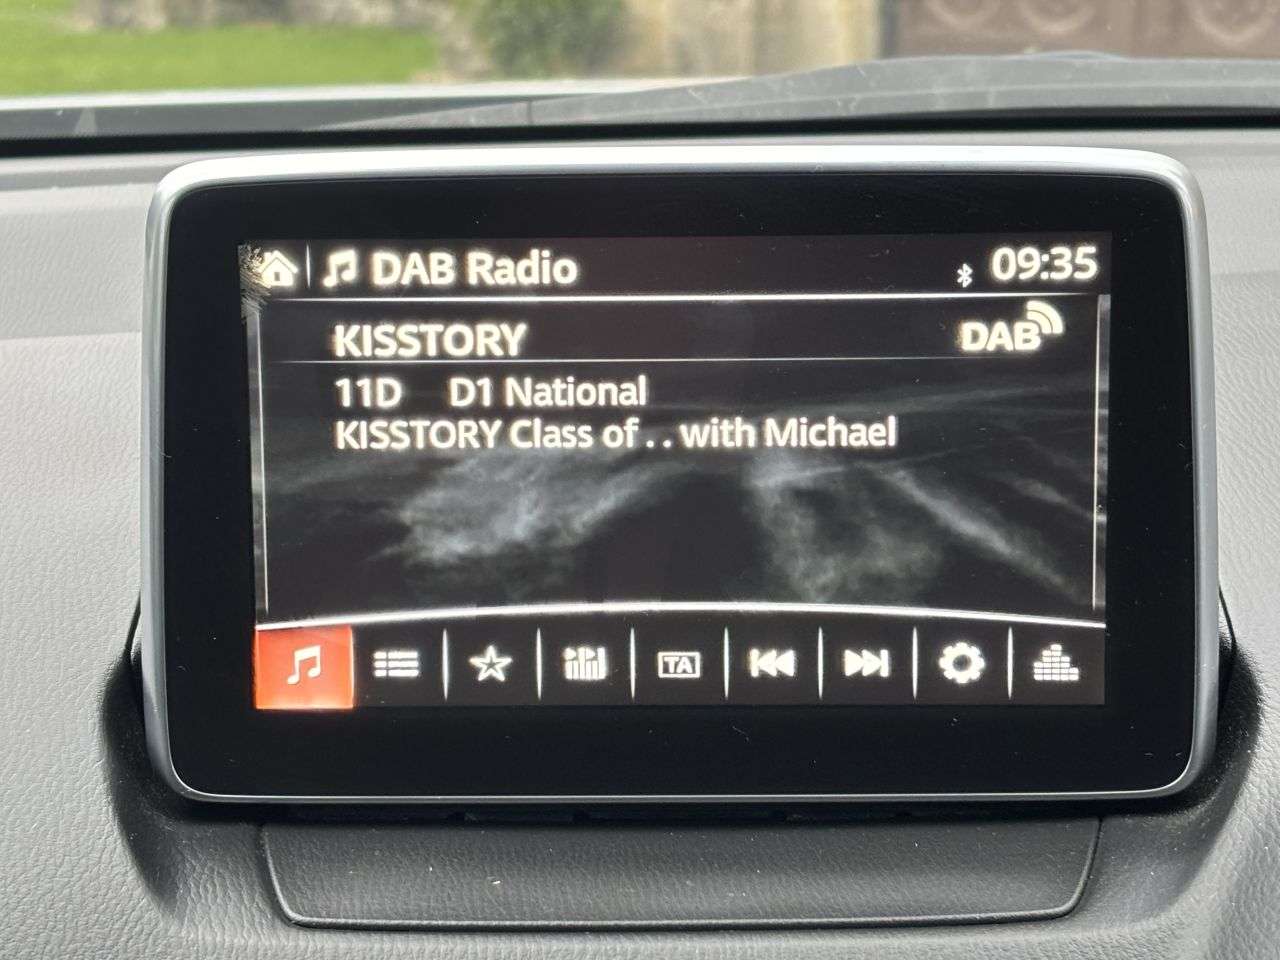 DAB Radio 09:35
KISSTORY DAB
11D D1 National
KISSTORY Class of . . with Michael
TA